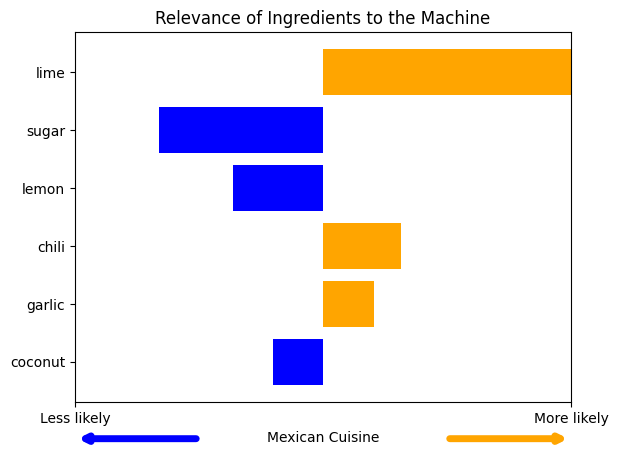 Relevance of Ingredients to the Machine
lime
sugar
lemon
chili
garlic
coconut
Less likely
More likely
Mexican Cuisine